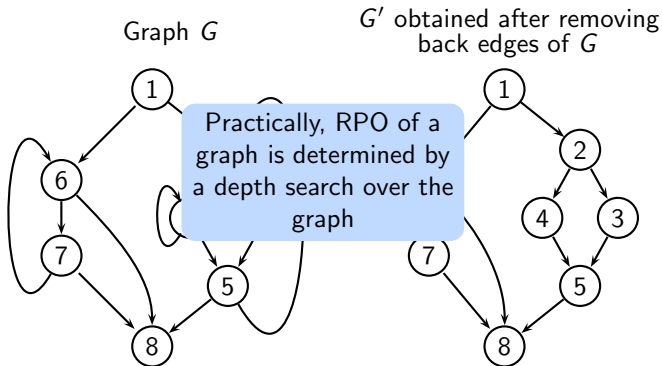 Graph G
G′ obtained after removing
back edges of G
1
6
7
5
8
Practically, RPO of a
graph is determined by
a depth search over the
graph
1
2
4
3
7
5
8